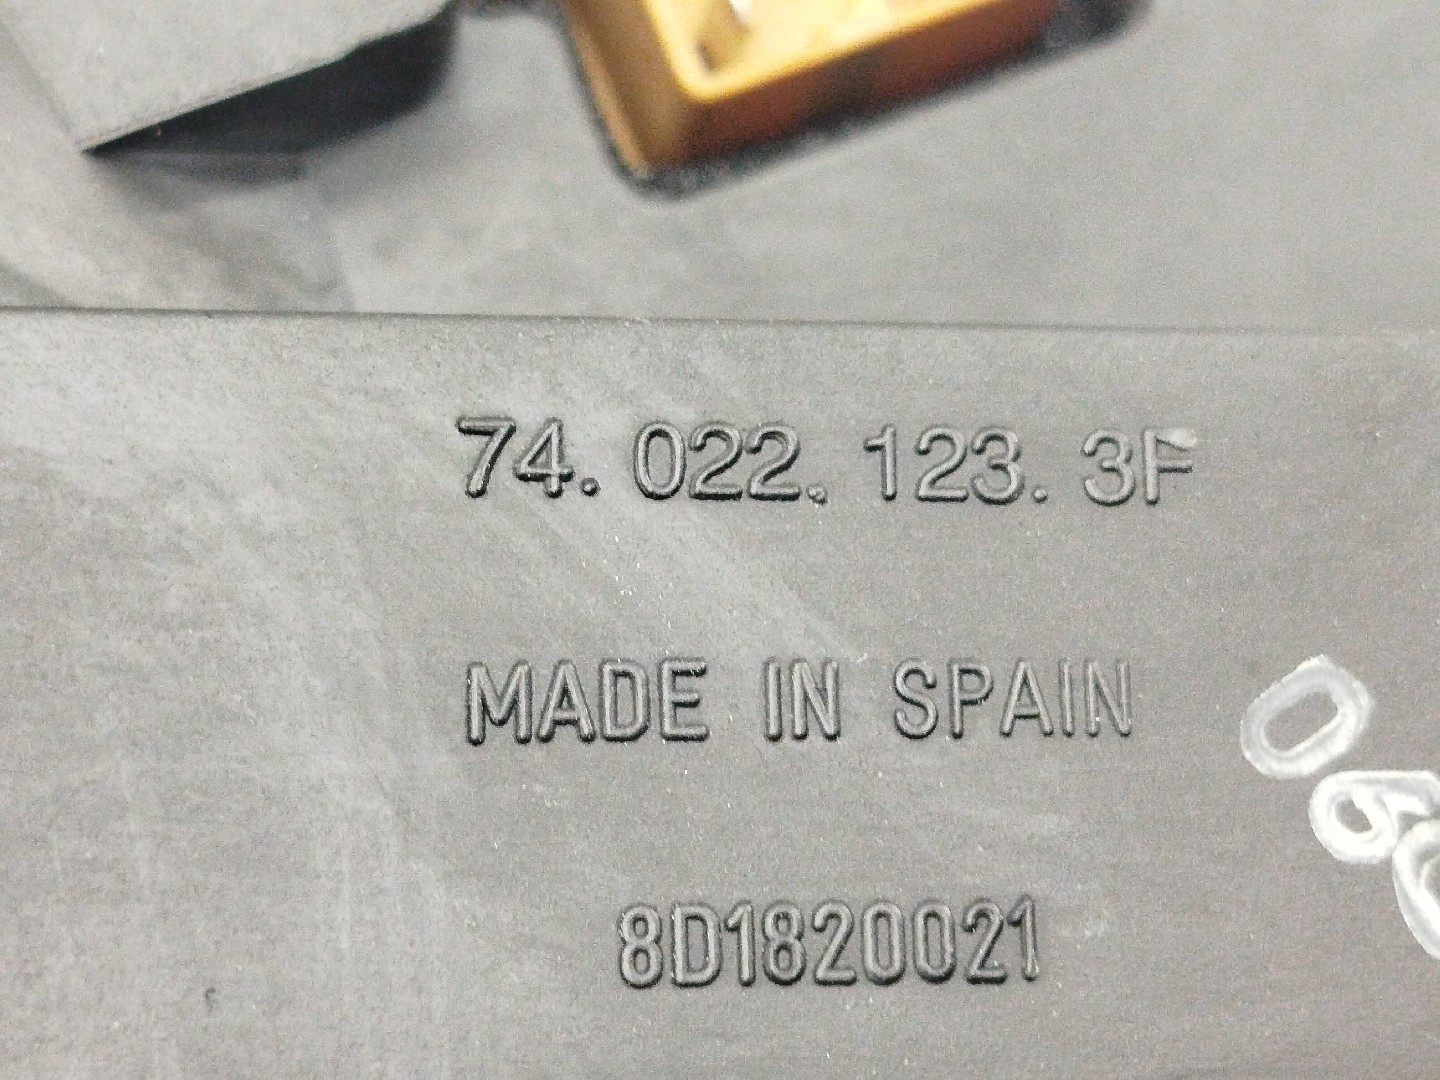 74. 022. 123. 3F
MADE IN SPAIN
8D1820021